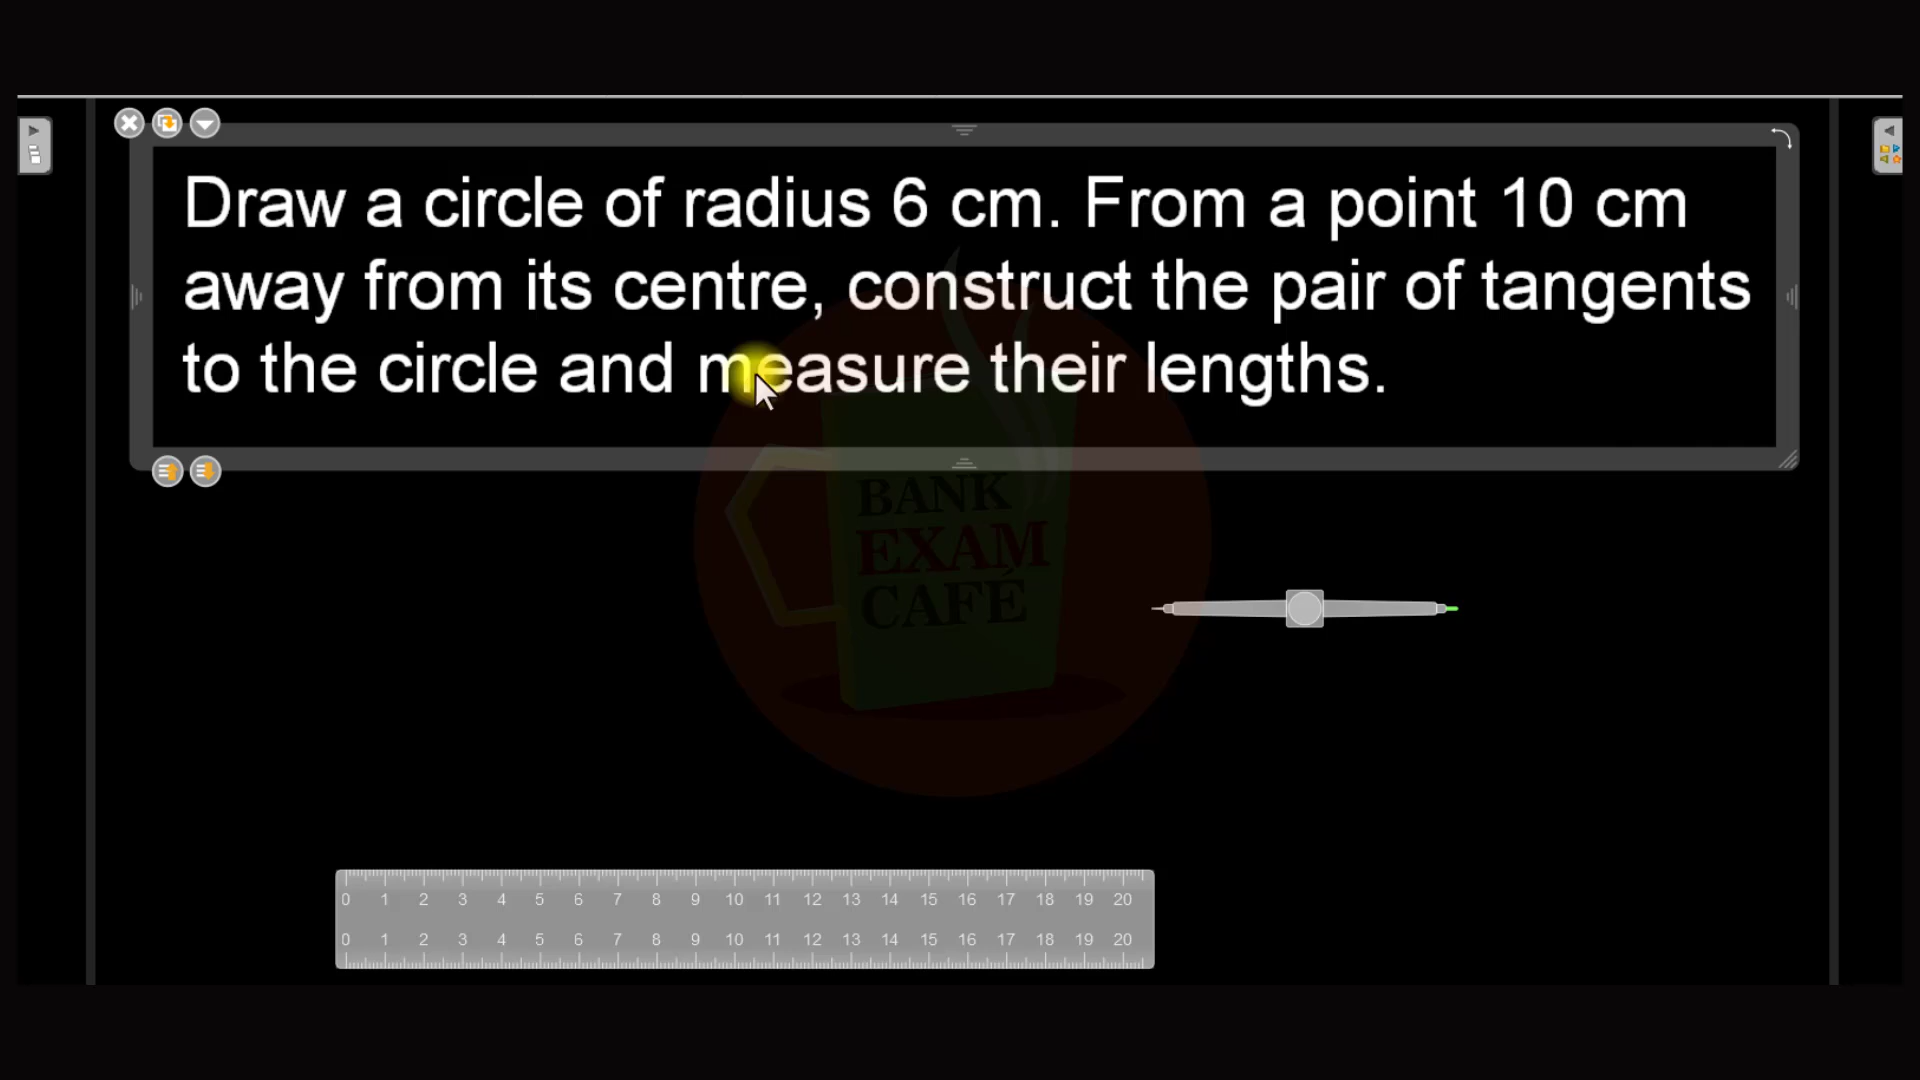 Draw a circle of radius 6 cm. From a point 10 cm
away from its centre, construct the pair of tangents
to the circle and measure their lengths.
BANK
EXAM
CAFÉ
0 1 2 3 4 5 6 7 8 9 10 11 12 13 14 15 16 17 18 19 20
0 1 2 3 4 5 6 7 8 9 10 11 12 13 14 15 16 17 18 19 20